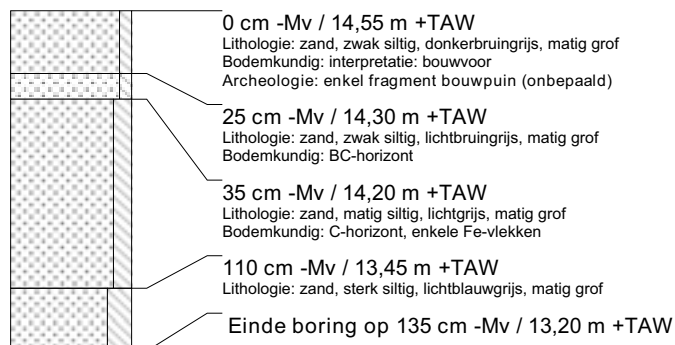 0 cm -Mv / 14,55 m +TAW
Lithologie: zand, zwak siltig, donkerbruingrijs, matig grof
Bodemkundig: interpretatie: bouwvoor
Archeologie: enkel fragment bouwpuin (onbepaald)
25 cm -Mv / 14,30 m +TAW
Lithologie: zand, zwak siltig, lichtbruingrijs, matig grof
Bodemkundig: BC-horizont
35 cm -Mv / 14,20 m +TAW
Lithologie: zand, matig siltig, lichtgrijs, matig grof
Bodemkundig: C-horizont, enkele Fe-vlekken
110 cm -Mv / 13,45 m +TAW
Lithologie: zand, sterk siltig, lichtblauwgrijs, matig grof
Einde boring op 135 cm -Mv / 13,20 m +TAW